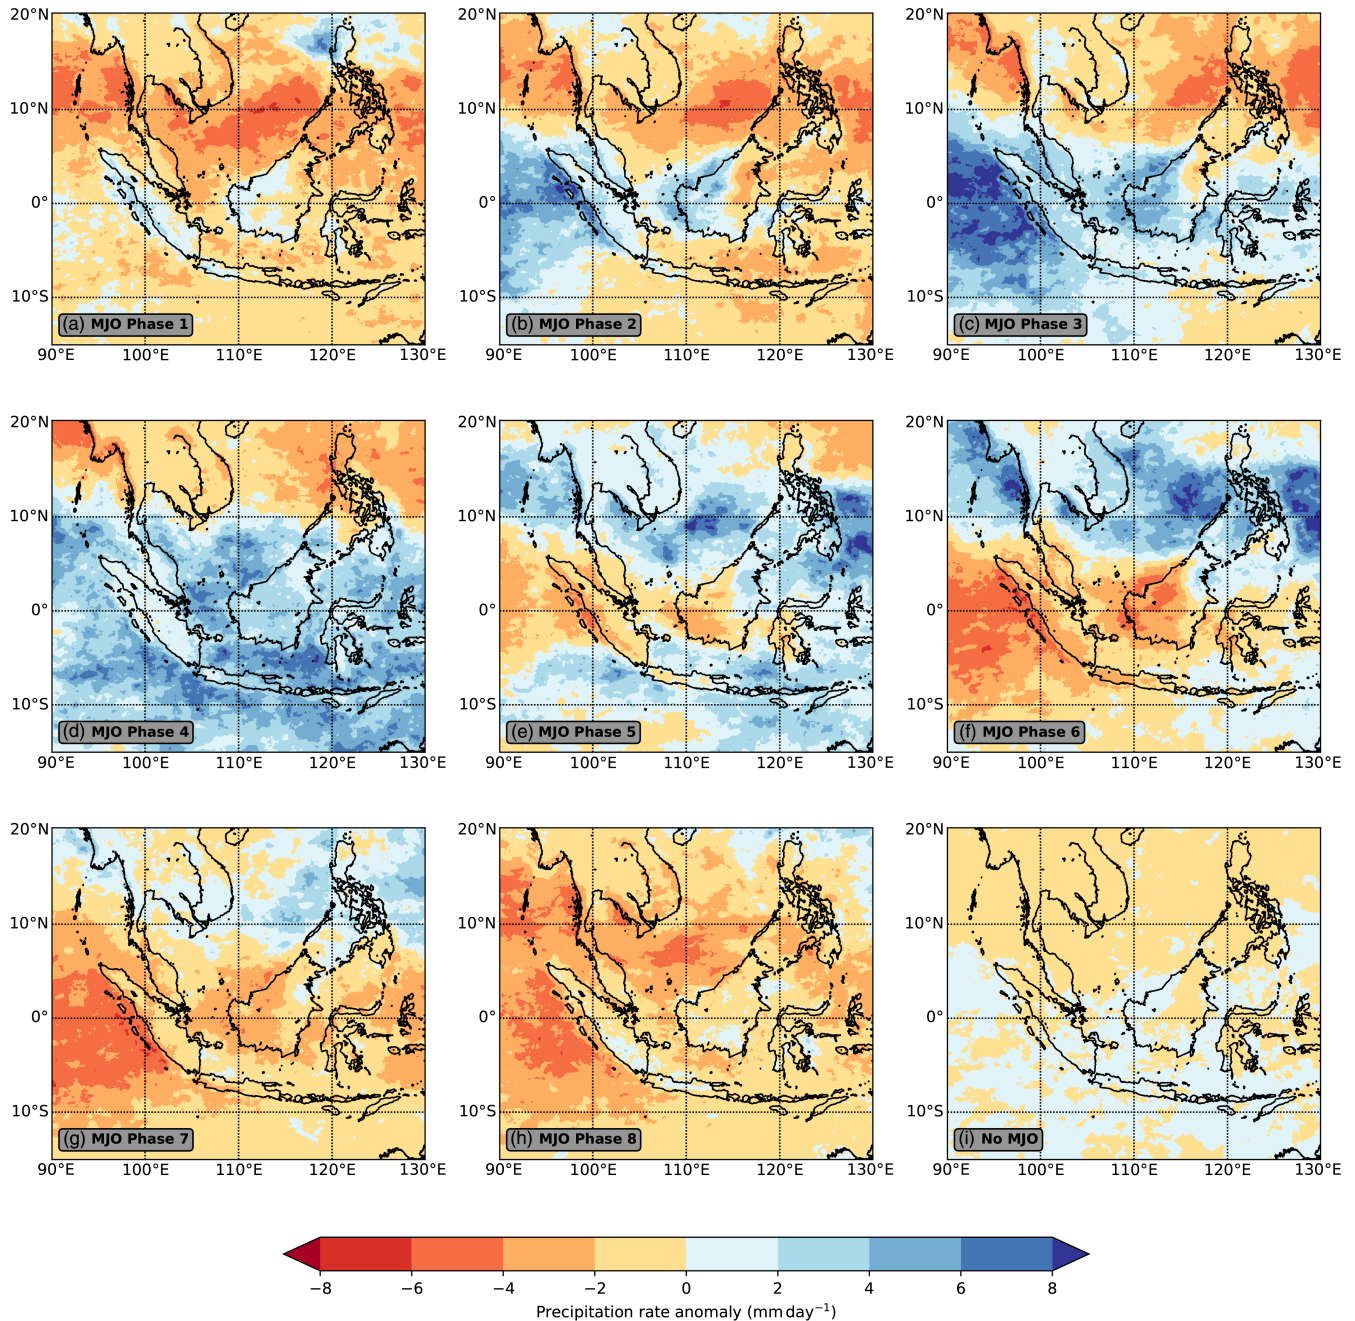 20°N
10°N
0°
10°S
(a) MJO Phase 1
90°E 100°E 110°E 120°E 130°E
20°N
10°N
0°
10°S
(b) MJO Phase 2
90°E 100°E 110°E 120°E 130°E
20°N
10°N
0°
10°S
(c) MJO Phase 3
90°E 100°E 110°E 120°E 130°E
20°N
10°N
0°
10°S
(d) MJO Phase 4
90°E 100°E 110°E 120°E 130°E
20°N
10°N
0°
10°S
(e) MJO Phase 5
90°E 100°E 110°E 120°E 130°E
20°N
10°N
0°
10°S
(f) MJO Phase 6
90°E 100°E 110°E 120°E 130°E
20°N
10°N
0°
10°S
(g) MJO Phase 7
90°E 100°E 110°E 120°E 130°E
20°N
10°N
0°
10°S
(h) MJO Phase 8
90°E 100°E 110°E 120°E 130°E
20°N
10°N
0°
10°S
(i) No MJO
90°E 100°E 110°E 120°E 130°E
−8 −6 −4 −2 0 2 4 6 8
Precipitation rate anomaly (mm day⁻¹)